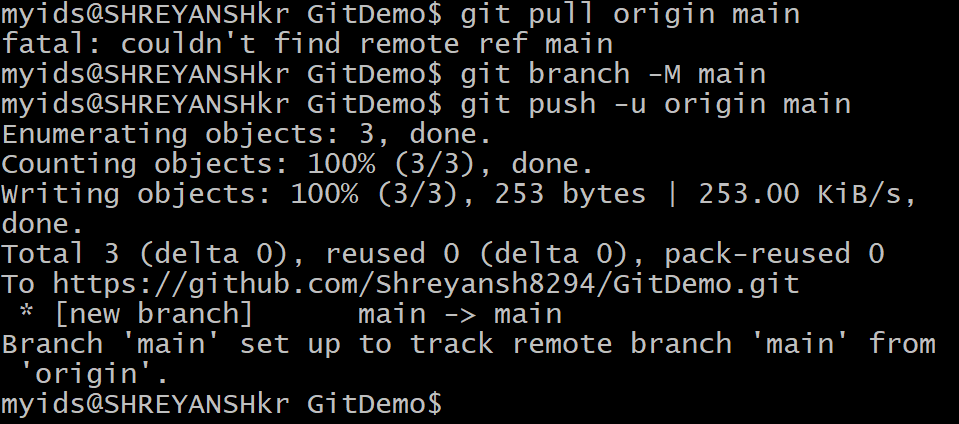 myids@SHREYANSHkr GitDemo$ git pull origin main
fatal: couldn't find remote ref main
myids@SHREYANSHkr GitDemo$ git branch -M main
myids@SHREYANSHkr GitDemo$ git push -u origin main
Enumerating objects: 3, done.
Counting objects: 100% (3/3), done.
Writing objects: 100% (3/3), 253 bytes | 253.00 KiB/s,
done.
Total 3 (delta 0), reused 0 (delta 0), pack-reused 0
To https://github.com/Shreyansh8294/GitDemo.git
 * [new branch]      main -> main
Branch 'main' set up to track remote branch 'main' from
 'origin'.
myids@SHREYANSHkr GitDemo$